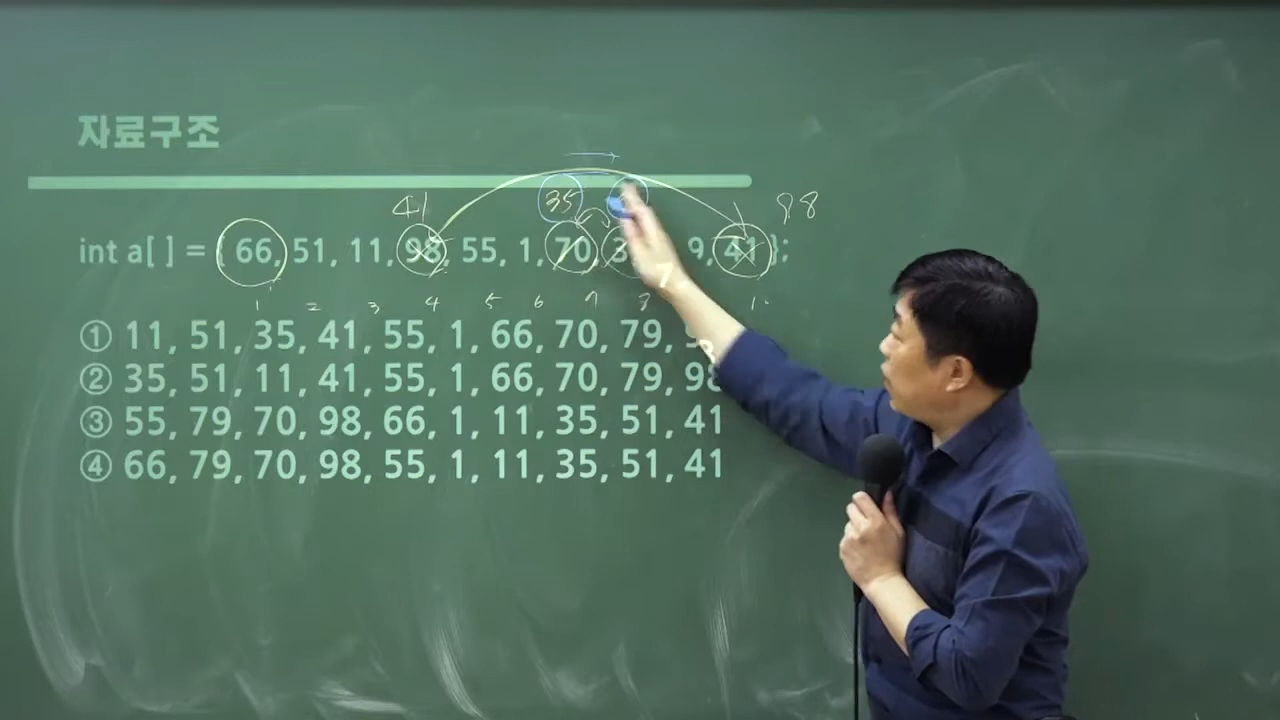 자료구조
41 35 98
int a[ ] = 66, 51, 11, 98, 55, 1, 70, 3 9, 41 };
1 2 3 4 5 6 7 8
① 11, 51, 35, 41, 55, 1, 66, 70, 79,
② 35, 51, 11, 41, 55, 1, 66, 70, 79, 98
③ 55, 79, 70, 98, 66, 1, 11, 35, 51, 41
④ 66, 79, 70, 98, 55, 1, 11, 35, 51, 41